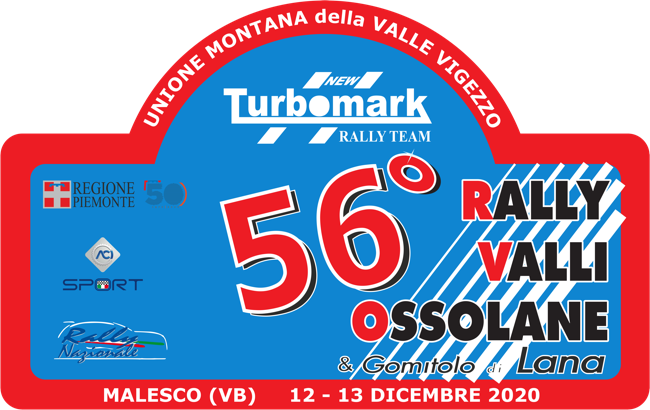 UNIONE MONTANA della VALLE VIGEZZO
NEW
Turbomark
RALLY TEAM
REGIONE
PIEMONTE
50
ACI
SPORT
Rally
Nazionale
56°
RALLY
VALLI
OSSOLANE
& Gomitolo di Lana
MALESCO (VB) 12 - 13 DICEMBRE 2020